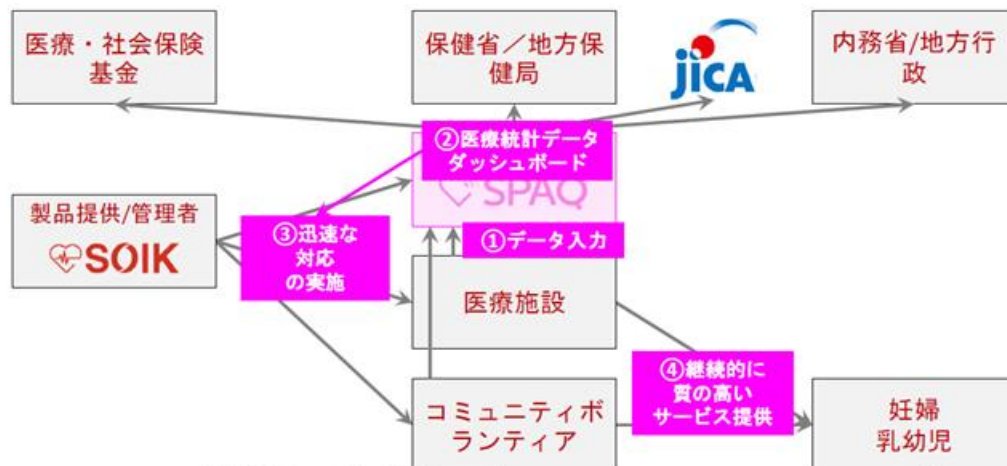 医療・社会保険
基金
保健省／地方保
健局
jicA
内務省/地方行
政
②医療統計データ
ダッシュボード
SPAQ
製品提供/管理者
SOIK
③迅速な
対応
の実施
①データ入力
医療施設
④継続的に
質の高い
サービス提供
コミュニティボ
ランティア
妊婦
乳幼児